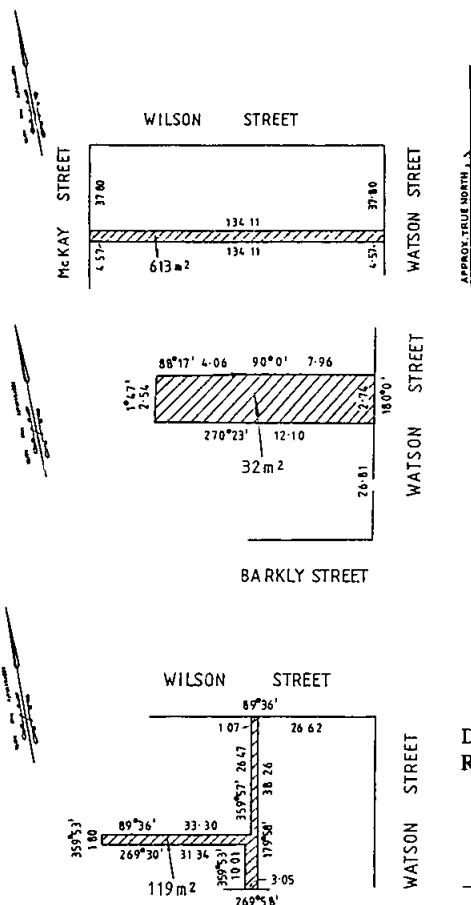 WILSON STREET
McKAY STREET
37.80
37.80
WATSON STREET
134.11
4.57
134.11
4.57
613m²
APPROX. TRUE NORTH
88°17' 4.06 90°0' 7.96
1°47'
2.54
2.74
180°0'
WATSON STREET
270°23' 12.10
32m²
26.81
BARKLY STREET
WILSON STREET
89°36'
1.07 26.62
26.47
359°57'
38.26
179°58'
WATSON STREET
359°53'
1.80
89°36' 33.30
269°30' 31.34
359°53'
10.01
119m²
3.05
269°58'
D
R